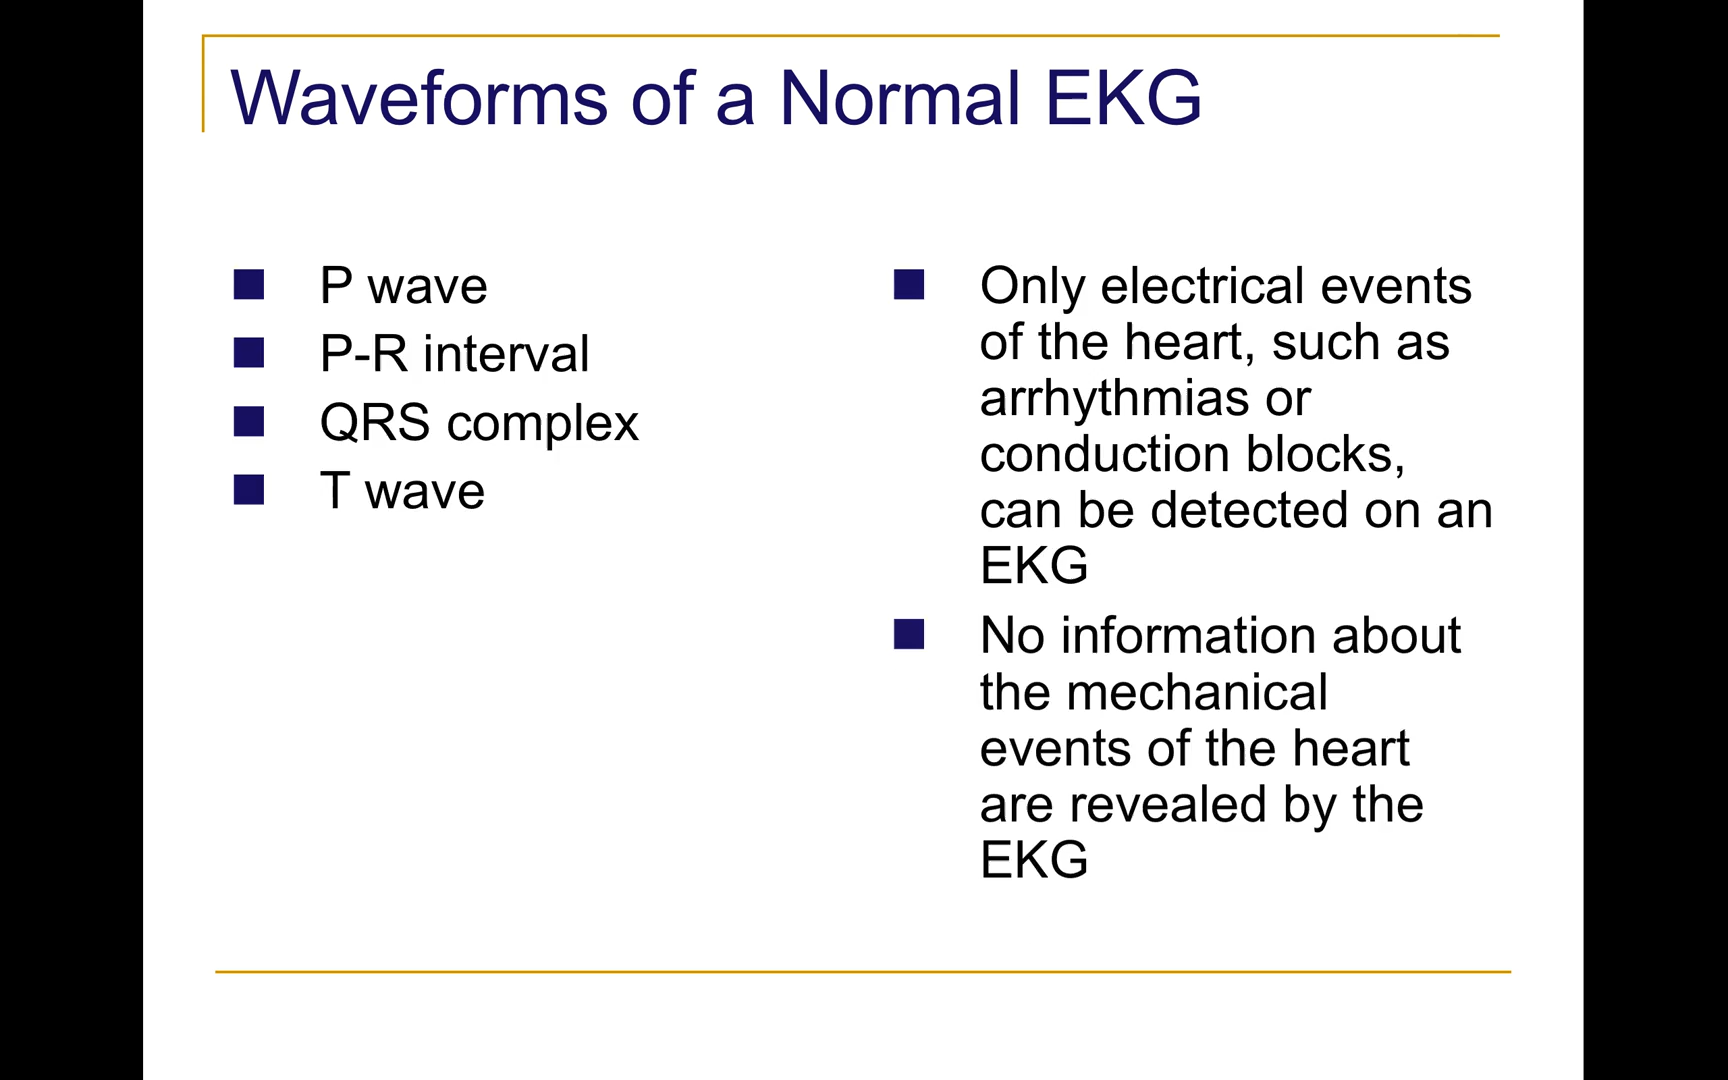 Waveforms of a Normal EKG
P wave
P-R interval
QRS complex
T wave
Only electrical events
of the heart, such as
arrhythmias or
conduction blocks,
can be detected on an
EKG
No information about
the mechanical
events of the heart
are revealed by the
EKG